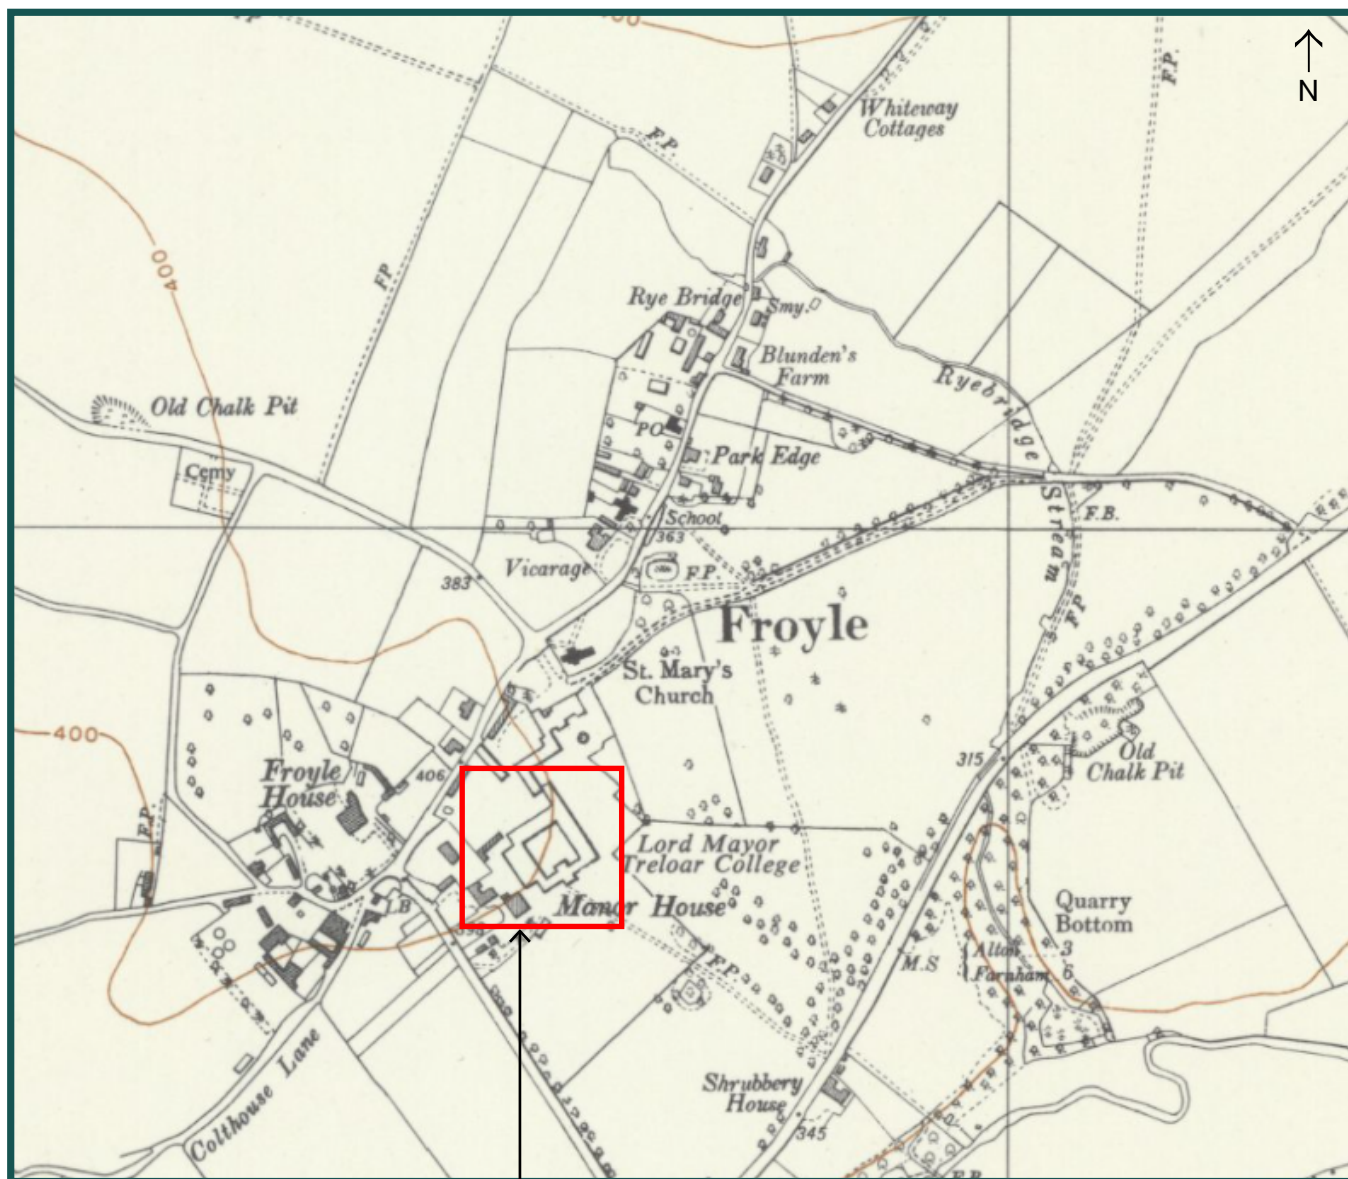 F.P.
N
F.P.
Whiteway
Cottages
F.P.
400
F.P.
Rye Bridge
Smy.
Blunden's
Farm
Ryebridge
Stream
Old Chalk Pit
PO
Park Edge
Cemy
School
363
F.B.
Vicarage
383
F.P.
F.P.
Froyle
St. Mary's
Church
400
315
Old
Chalk Pit
Froyle
House
406
F.P.
Lord Mayor
Treloar College
Manor House
B
Quarry
Bottom
M.S
Alton 3
Farnham 6
F.P.
Shrubbery
House
345
Colthouse Lane